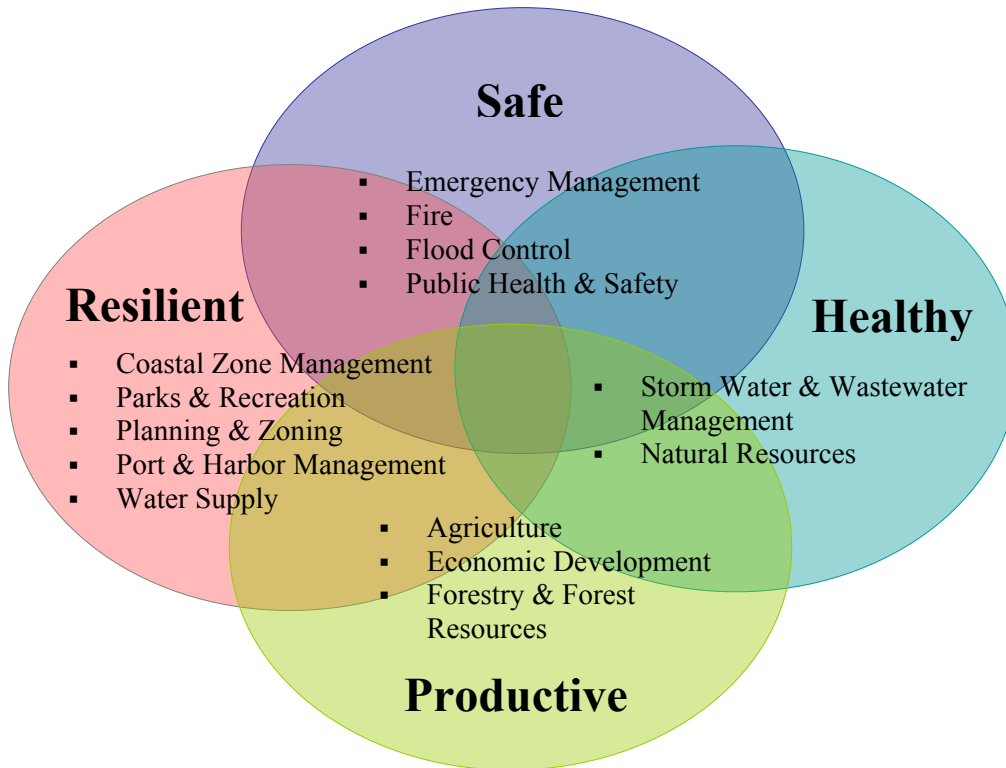 Safe
▪ Emergency Management
▪ Fire
▪ Flood Control
▪ Public Health & Safety
Resilient
▪ Coastal Zone Management
▪ Parks & Recreation
▪ Planning & Zoning
▪ Port & Harbor Management
▪ Water Supply
Healthy
▪ Storm Water & Wastewater
Management
▪ Natural Resources
▪ Agriculture
▪ Economic Development
▪ Forestry & Forest
Resources
Productive